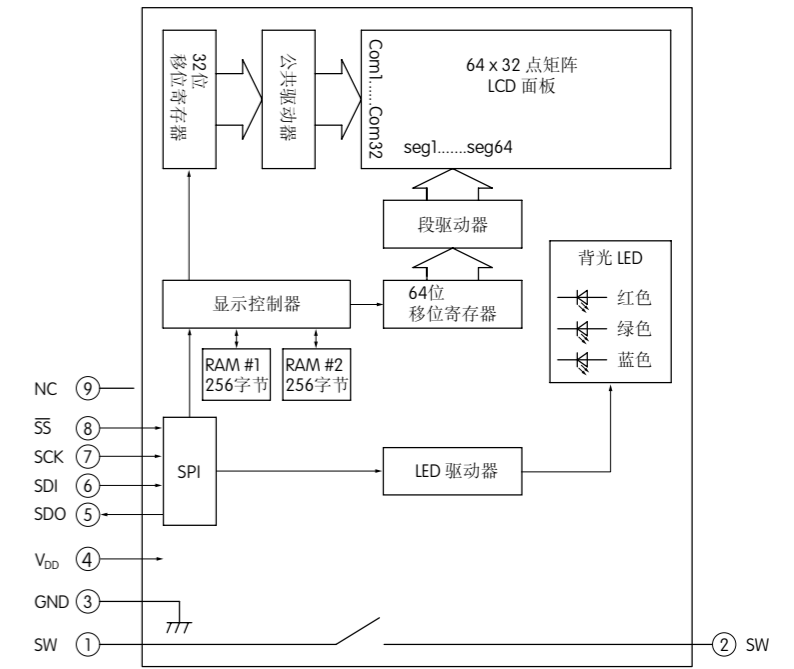 32位
移位寄存器
公共驱动器
Com1......Com32
64 x 32 点矩阵
LCD 面板
seg1.......seg64
段驱动器
背光 LED
红色
绿色
蓝色
显示控制器
64位
移位寄存器
RAM #1
256字节
RAM #2
256字节
NC 9
SS 8
SCK 7
SDI 6
SDO 5
SPI
LED 驱动器
VDD 4
GND 3
SW 1
2 SW